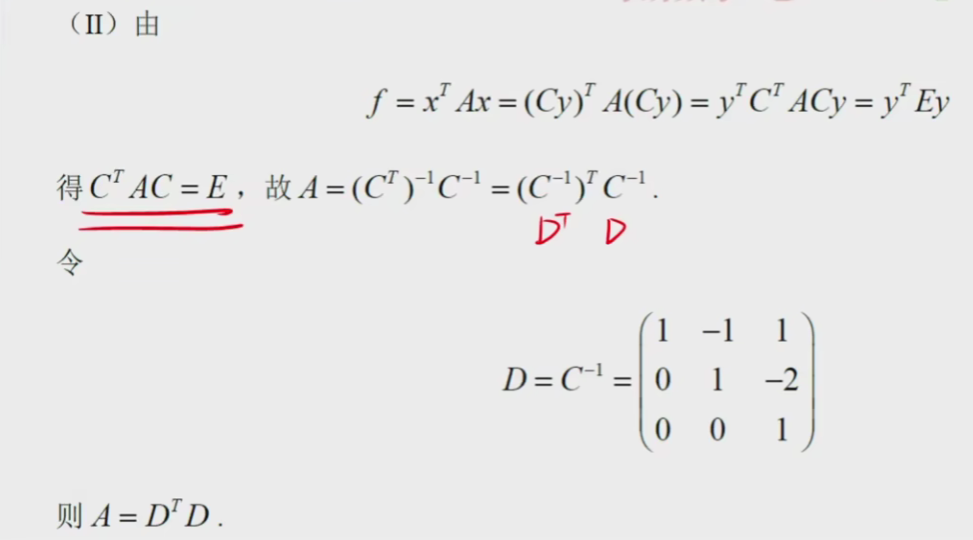 （II）由
f = x^T Ax = (Cy)^T A(Cy) = y^T C^T ACy = y^T Ey
得 C^T AC = E，故 A = (C^T)^{-1} C^{-1} = (C^{-1})^T C^{-1}.
D^T D
令
D = C^{-1} = \begin{pmatrix} 1 & -1 & 1 \\ 0 & 1 & -2 \\ 0 & 0 & 1 \end{pmatrix}
则 A = D^T D.